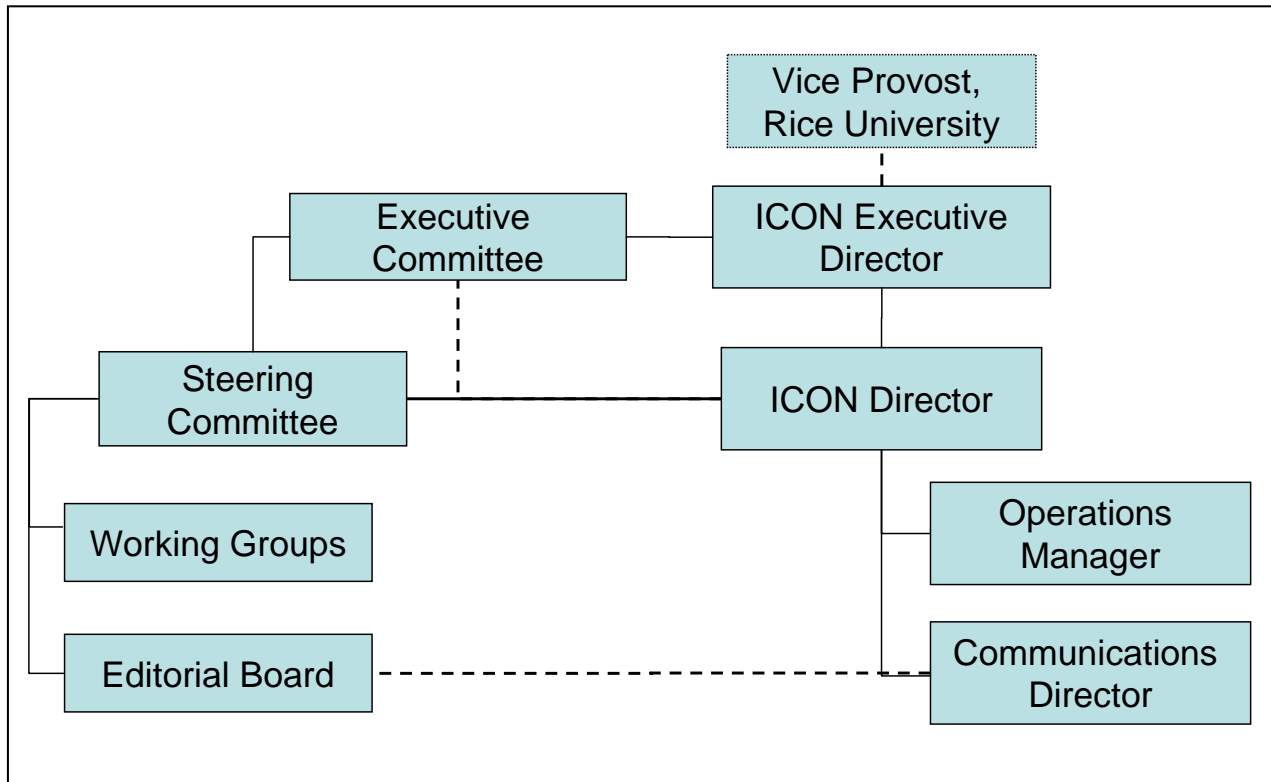 Vice Provost,
Rice University
Executive
Committee
ICON Executive
Director
Steering
Committee
ICON Director
Working Groups
Operations
Manager
Editorial Board
Communications
Director